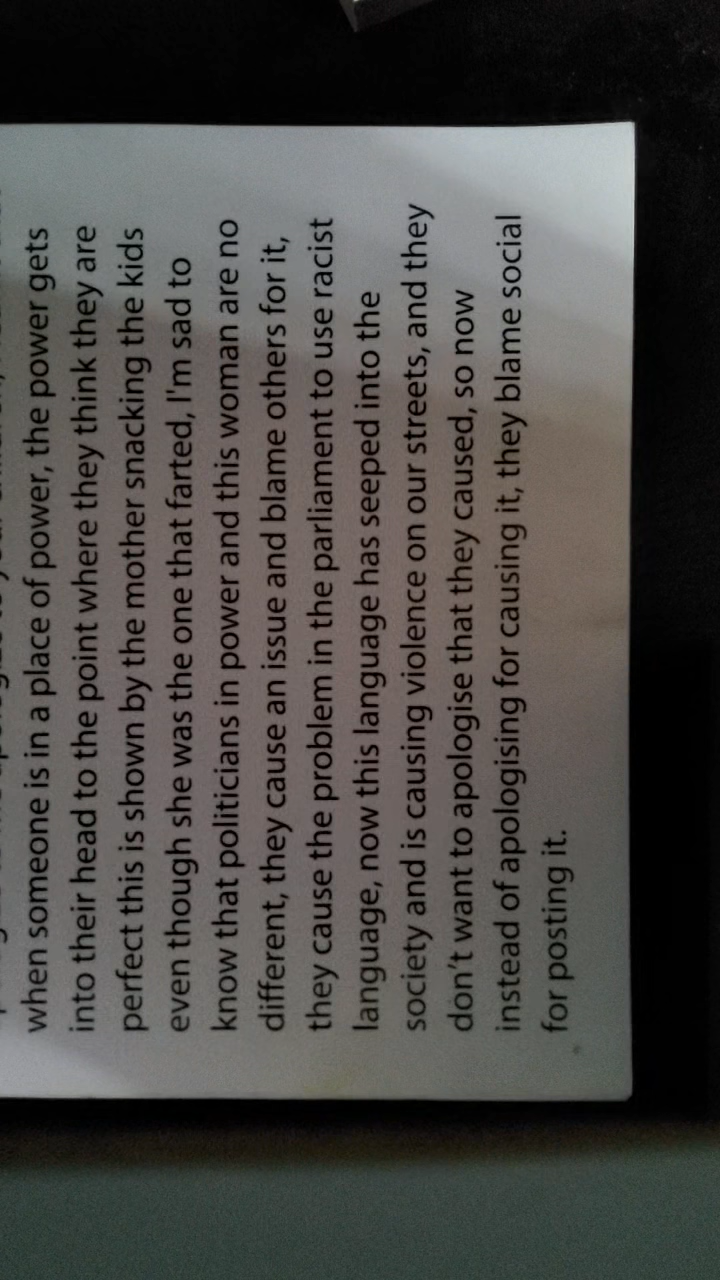 when someone is in a place of power, the power gets
into their head to the point where they think they are
perfect this is shown by the mother snacking the kids
even though she was the one that farted, I'm sad to
know that politicians in power and this woman are no
different, they cause an issue and blame others for it,
they cause the problem in the parliament to use racist
language, now this language has seeped into the
society and is causing violence on our streets, and they
don't want to apologise that they caused, so now
instead of apologising for causing it, they blame social
for posting it.